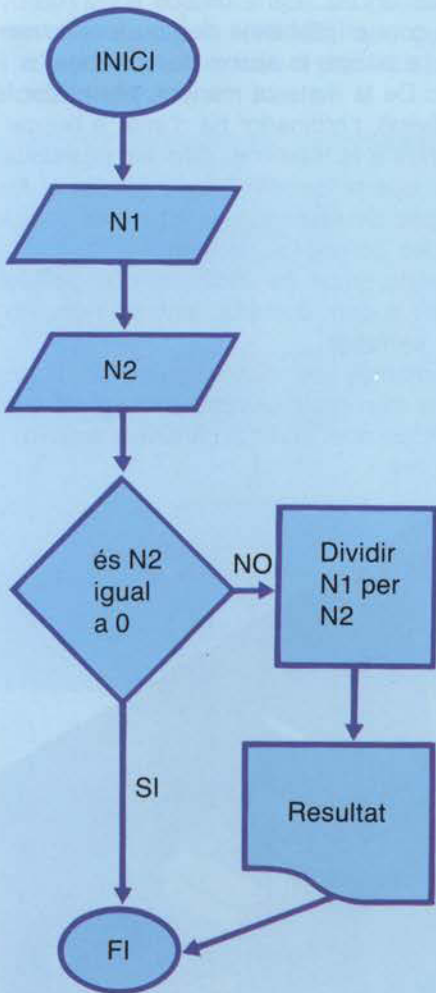 INICI
N1
N2
és N2
igual
a 0
NO
Dividir
N1 per
N2
SI
Resultat
FI